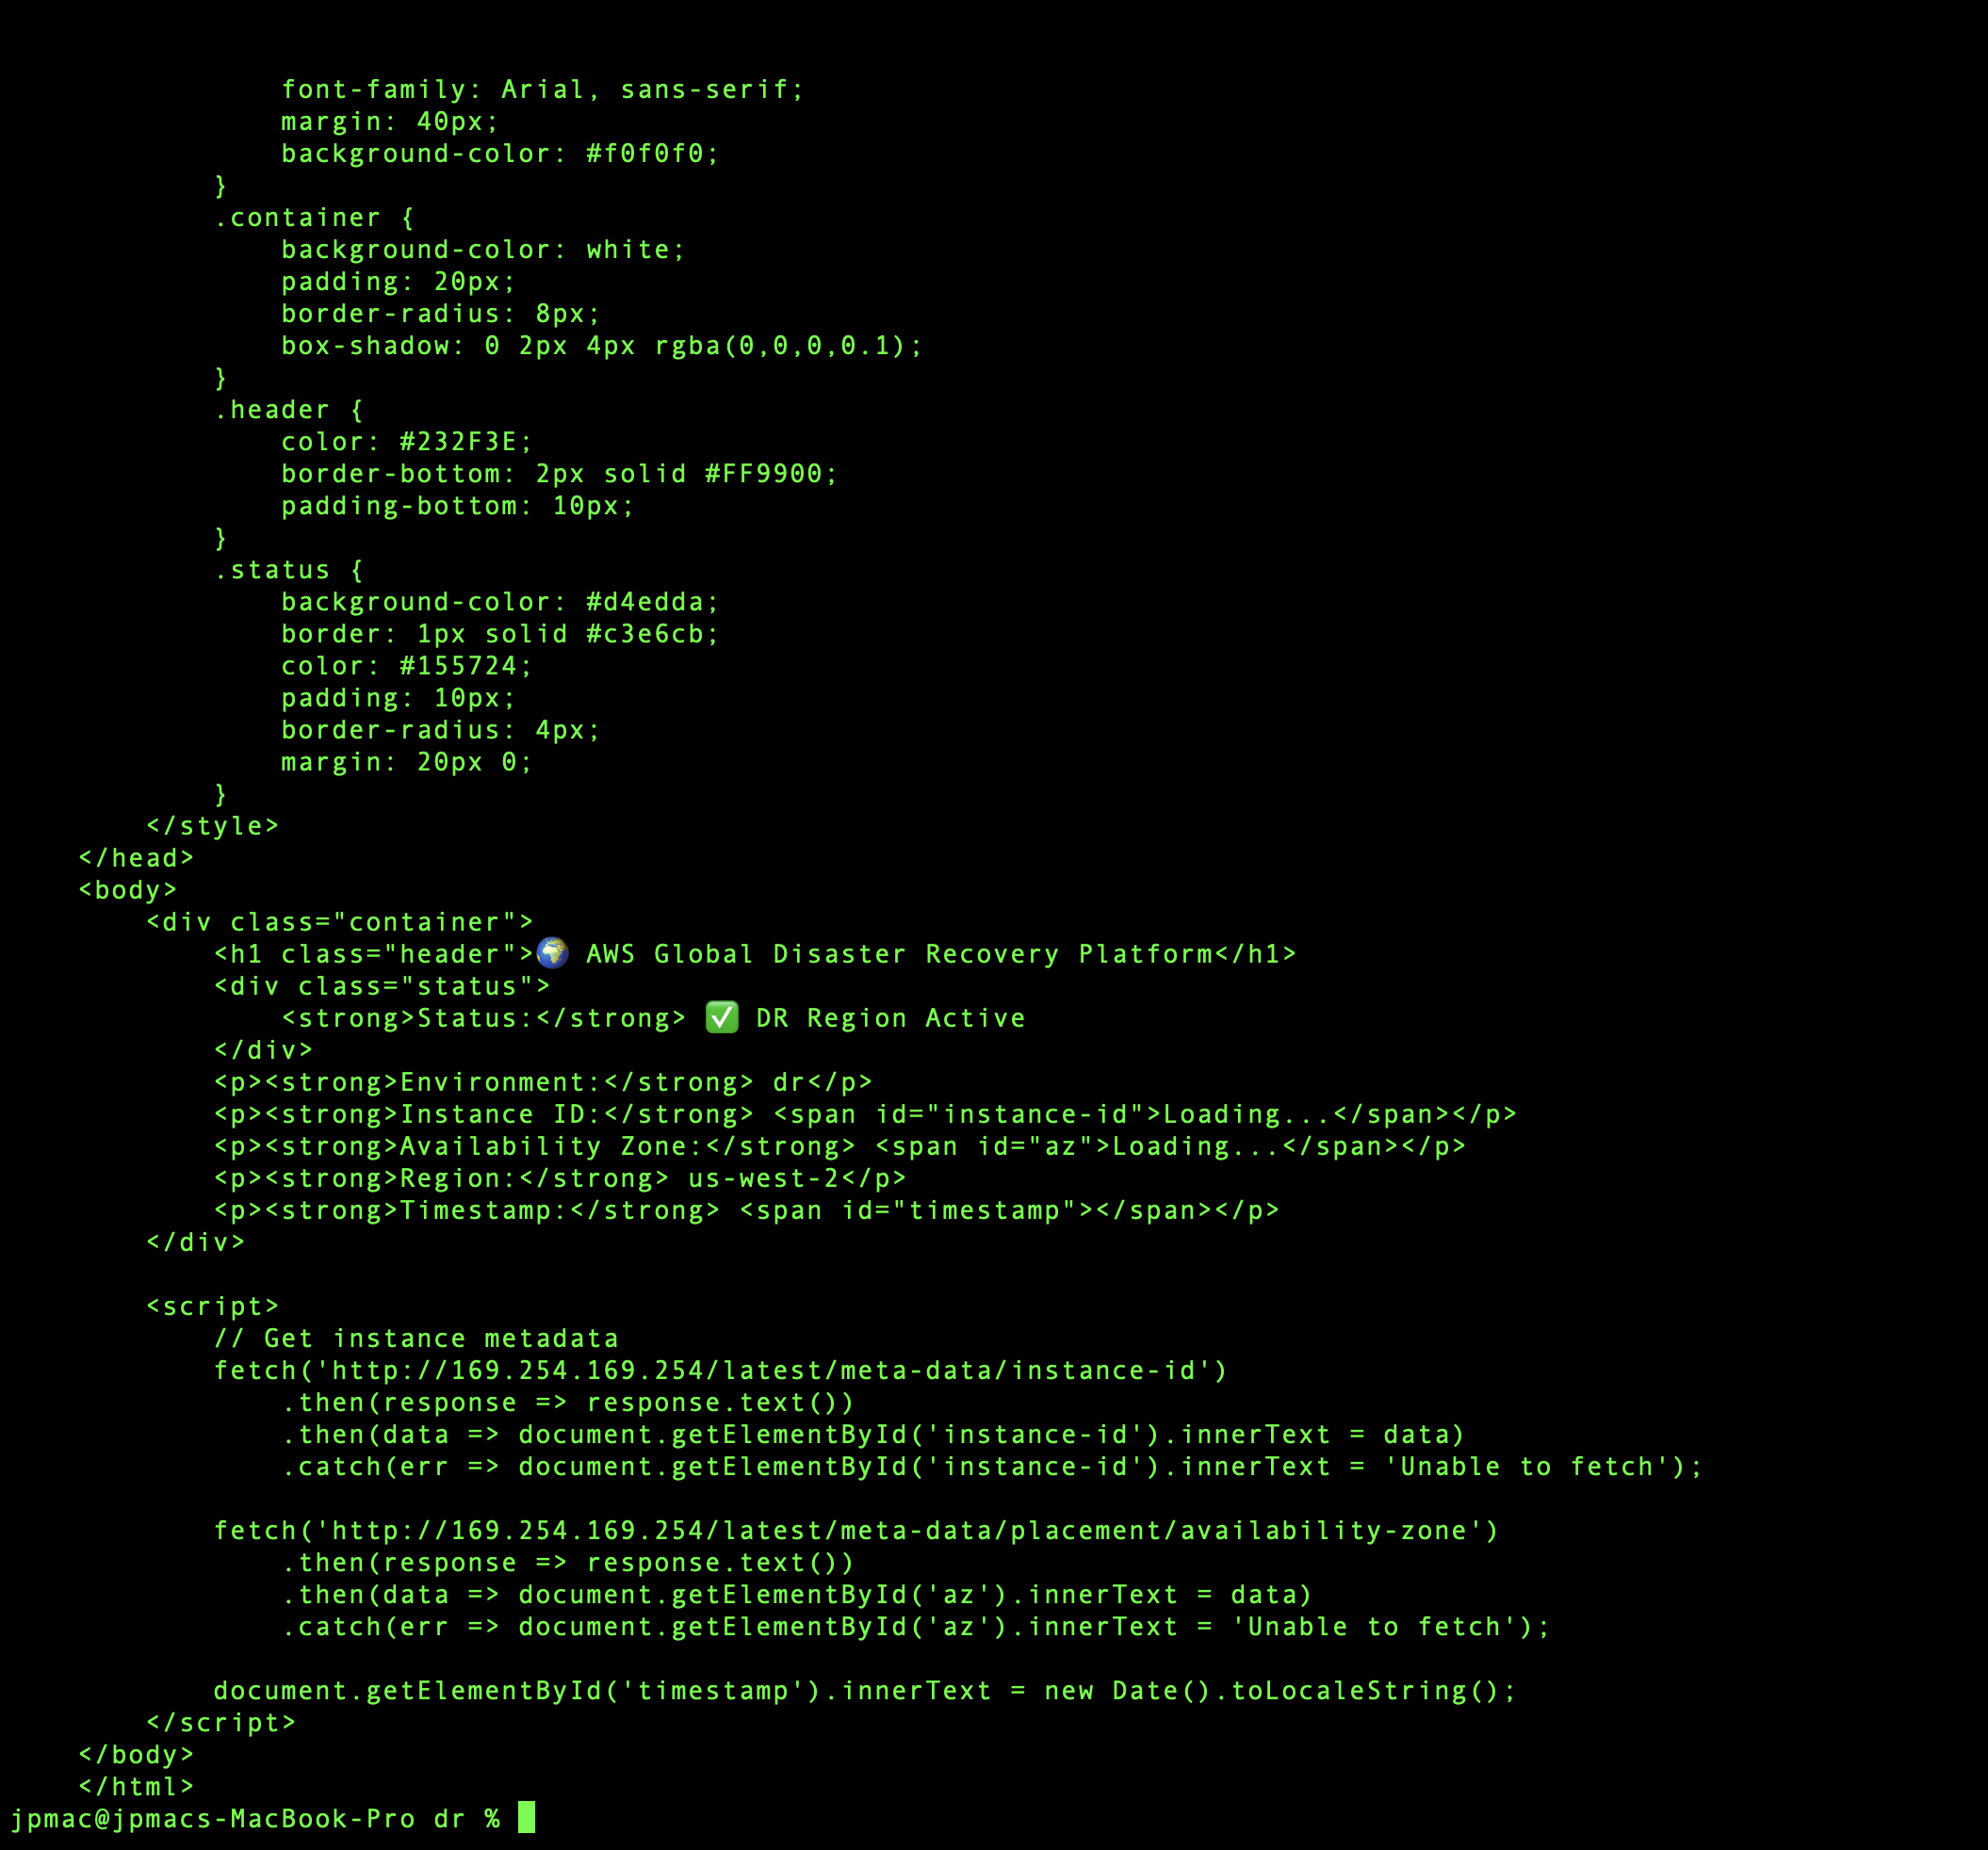 font-family: Arial, sans-serif;
margin: 40px;
background-color: #f0f0f0;
}
.container {
background-color: white;
padding: 20px;
border-radius: 8px;
box-shadow: 0 2px 4px rgba(0,0,0,0.1);
}
.header {
color: #232F3E;
border-bottom: 2px solid #FF9900;
padding-bottom: 10px;
}
.status {
background-color: #d4edda;
border: 1px solid #c3e6cb;
color: #155724;
padding: 10px;
border-radius: 4px;
margin: 20px 0;
}
</style>
</head>
<body>
<div class="container">
<h1 class="header">🌍 AWS Global Disaster Recovery Platform</h1>
<div class="status">
<strong>Status:</strong> ✅ DR Region Active
</div>
<p><strong>Environment:</strong> dr</p>
<p><strong>Instance ID:</strong> <span id="instance-id">Loading...</span></p>
<p><strong>Availability Zone:</strong> <span id="az">Loading...</span></p>
<p><strong>Region:</strong> us-west-2</p>
<p><strong>Timestamp:</strong> <span id="timestamp"></span></p>
</div>
<script>
// Get instance metadata
fetch('http://169.254.169.254/latest/meta-data/instance-id')
.then(response => response.text())
.then(data => document.getElementById('instance-id').innerText = data)
.catch(err => document.getElementById('instance-id').innerText = 'Unable to fetch');
fetch('http://169.254.169.254/latest/meta-data/placement/availability-zone')
.then(response => response.text())
.then(data => document.getElementById('az').innerText = data)
.catch(err => document.getElementById('az').innerText = 'Unable to fetch');
document.getElementById('timestamp').innerText = new Date().toLocaleString();
</script>
</body>
</html>
jpmac@jpmacs-MacBook-Pro dr %